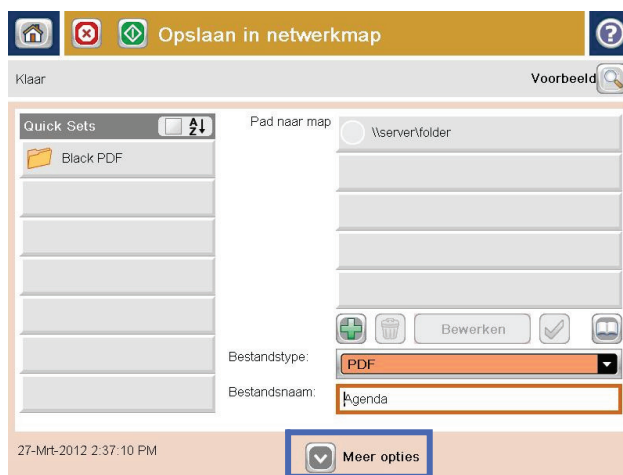 Opslaan in netwerkmap
Klaar
Voorbeeld
Quick Sets
Black PDF
Pad naar map
\\server\folder
Bewerken
Bestandstype:
PDF
Bestandsnaam:
Agenda
27-Mrt-2012 2:37:10 PM
Meer opties